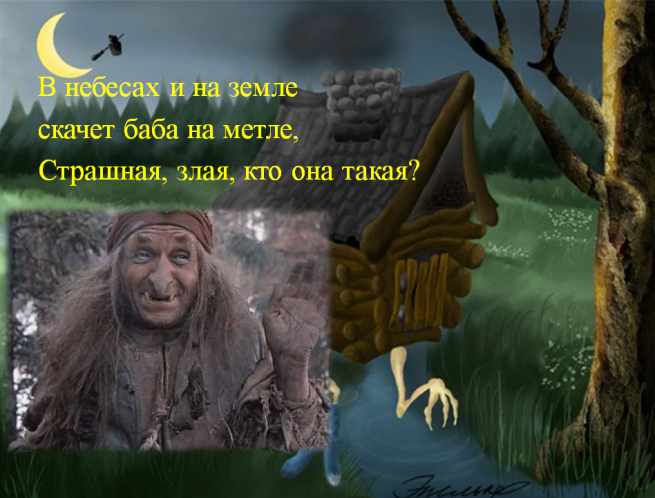 В небесах и на земле
скачет баба на метле,
Страшная, злая, кто она такая?